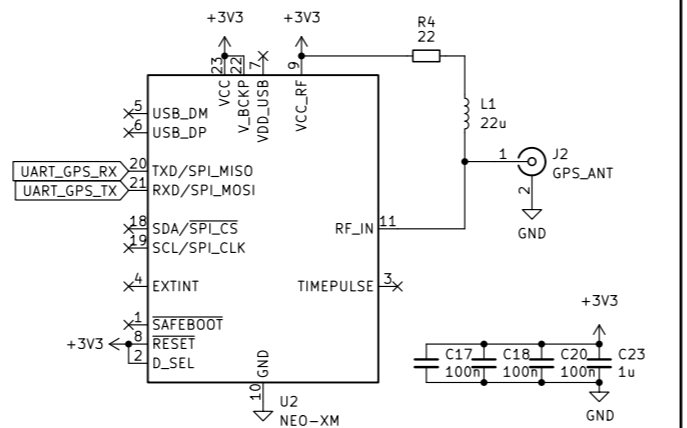 +3V3
+3V3
R4
22
23
22
7
9
VCC
V_BCKP
VDD_USB
VCC_RF
L1
22u
5 USB_DM
6 USB_DP
1 J2
2 GPS_ANT
UART_GPS_RX 20 TXD/SPI_MISO
UART_GPS_TX 21 RXD/SPI_MOSI
18 SDA/SPI_CS
RF_IN 11
GND
19 SCL/SPI_CLK
4 EXTINT
TIMEPULSE 3
1 SAFEBOOT
+3V3 8 RESET
2 D_SEL
GND
10
U2
NEO-XM
+3V3
C17
100n
C18
100n
C20
100n
C23
1u
GND